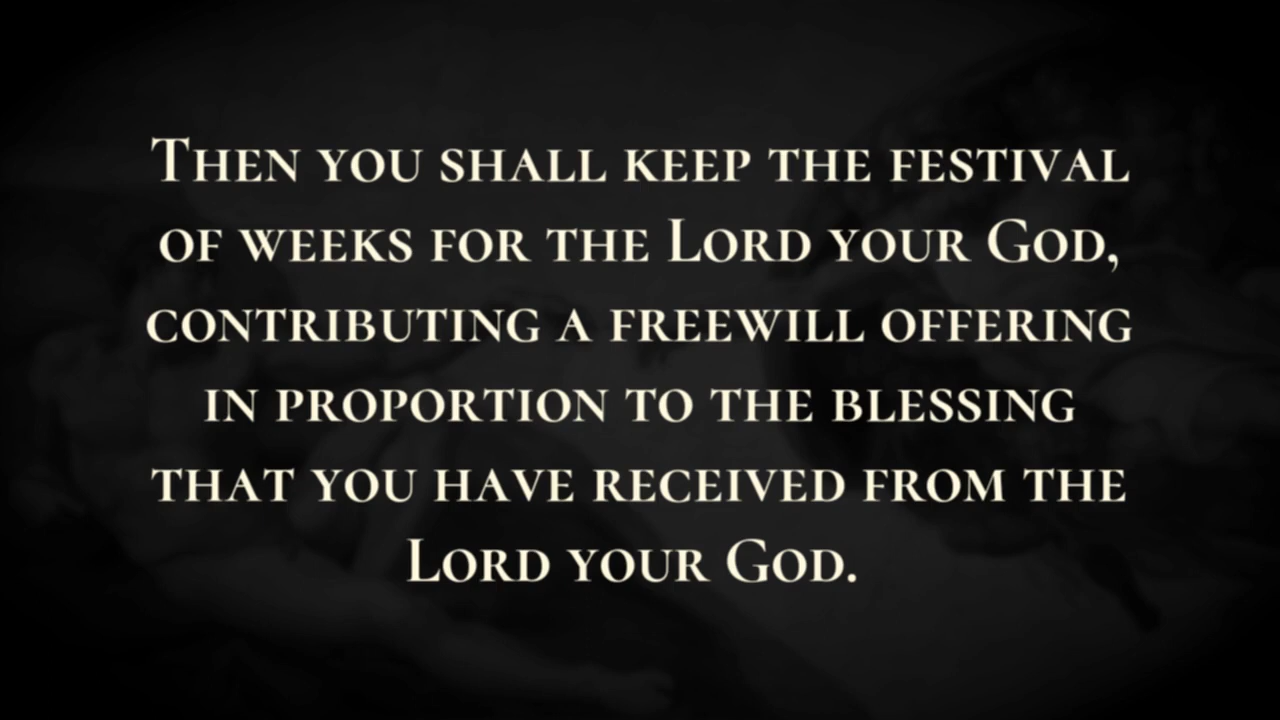 Then you shall keep the festival
of weeks for the Lord your God,
contributing a freewill offering
in proportion to the blessing
that you have received from the
Lord your God.